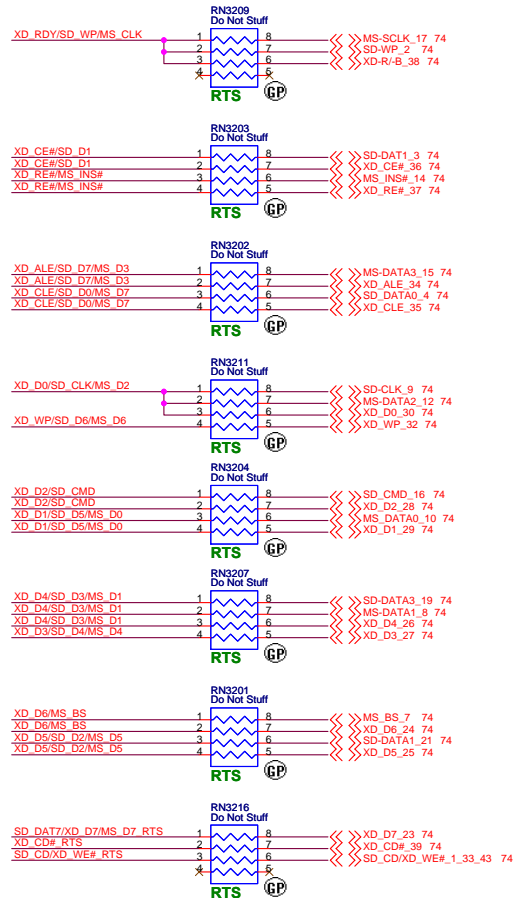 RN3209
Do Not Stuff
XD_RDY/SD_WP/MS_CLK 1 8 MS-SCLK_17 74
2 7 SD-WP_2 74
3 6 XD-R/-B_38 74
4 5
RTS GP
RN3203
Do Not Stuff
XD_CE#/SD_D1 1 8 SD-DAT1_3 74
XD_CE#/SD_D1 2 7 XD_CE#_36 74
XD_RE#/MS_INS# 3 6 MS_INS#_14 74
XD_RE#/MS_INS# 4 5 XD_RE#_37 74
RTS GP
RN3202
Do Not Stuff
XD_ALE/SD_D7/MS_D3 1 8 MS-DATA3_15 74
XD_ALE/SD_D7/MS_D3 2 7 XD_ALE_34 74
XD_CLE/SD_D0/MS_D7 3 6 SD_DATA0_4 74
XD_CLE/SD_D0/MS_D7 4 5 XD_CLE_35 74
RTS GP
RN3211
Do Not Stuff
XD_D0/SD_CLK/MS_D2 1 8 SD-CLK_9 74
2 7 MS-DATA2_12 74
3 6 XD_D0_30 74
XD_WP/SD_D6/MS_D6 4 5 XD_WP_32 74
RTS GP
RN3204
Do Not Stuff
XD_D2/SD_CMD 1 8 SD_CMD_16 74
XD_D2/SD_CMD 2 7 XD_D2_28 74
XD_D1/SD_D5/MS_D0 3 6 MS_DATA0_10 74
XD_D1/SD_D5/MS_D0 4 5 XD_D1_29 74
RTS GP
RN3207
Do Not Stuff
XD_D4/SD_D3/MS_D1 1 8 SD-DATA3_19 74
XD_D4/SD_D3/MS_D1 2 7 MS-DATA1_8 74
XD_D4/SD_D3/MS_D1 3 6 XD_D4_26 74
XD_D3/SD_D4/MS_D4 4 5 XD_D3_27 74
RTS GP
RN3201
Do Not Stuff
XD_D6/MS_BS 1 8 MS_BS_7 74
XD_D6/MS_BS 2 7 XD_D6_24 74
XD_D5/SD_D2/MS_D5 3 6 SD-DATA1_21 74
XD_D5/SD_D2/MS_D5 4 5 XD_D5_25 74
RTS GP
RN3216
Do Not Stuff
SD_DAT7/XD_D7/MS_D7_RTS 1 8 XD_D7_23 74
XD_CD#_RTS 2 7 XD_CD#_39 74
SD_CD/XD_WE#_RTS 3 6 SD_CD/XD_WE#_1_33_43 74
4 5
RTS GP